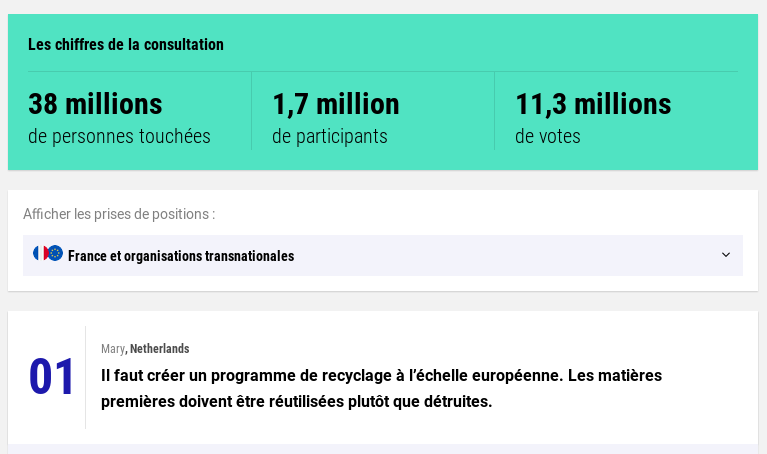 Les chiffres de la consultation
38 millions
de personnes touchées
1,7 million
de participants
11,3 millions
de votes
Afficher les prises de positions :
France et organisations transnationales
01
Mary, Netherlands
Il faut créer un programme de recyclage à l’échelle européenne. Les matières
premières doivent être réutilisées plutôt que détruites.